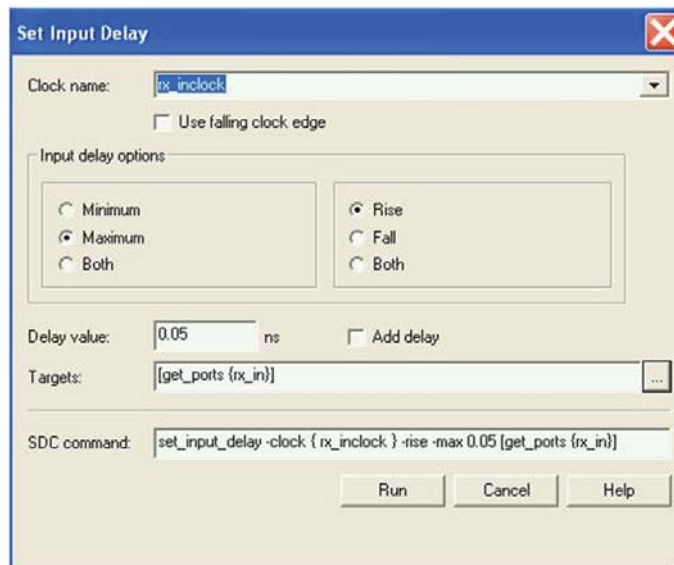 Set Input Delay
Clock name: rx_inclock
Use falling clock edge
Input delay options
Minimum
Maximum
Both
Rise
Fall
Both
Delay value: 0.05 ns Add delay
Targets: [get_ports {rx_in}] ...
SDC command: set_input_delay -clock { rx_inclock } -rise -max 0.05 [get_ports {rx_in}]
Run Cancel Help